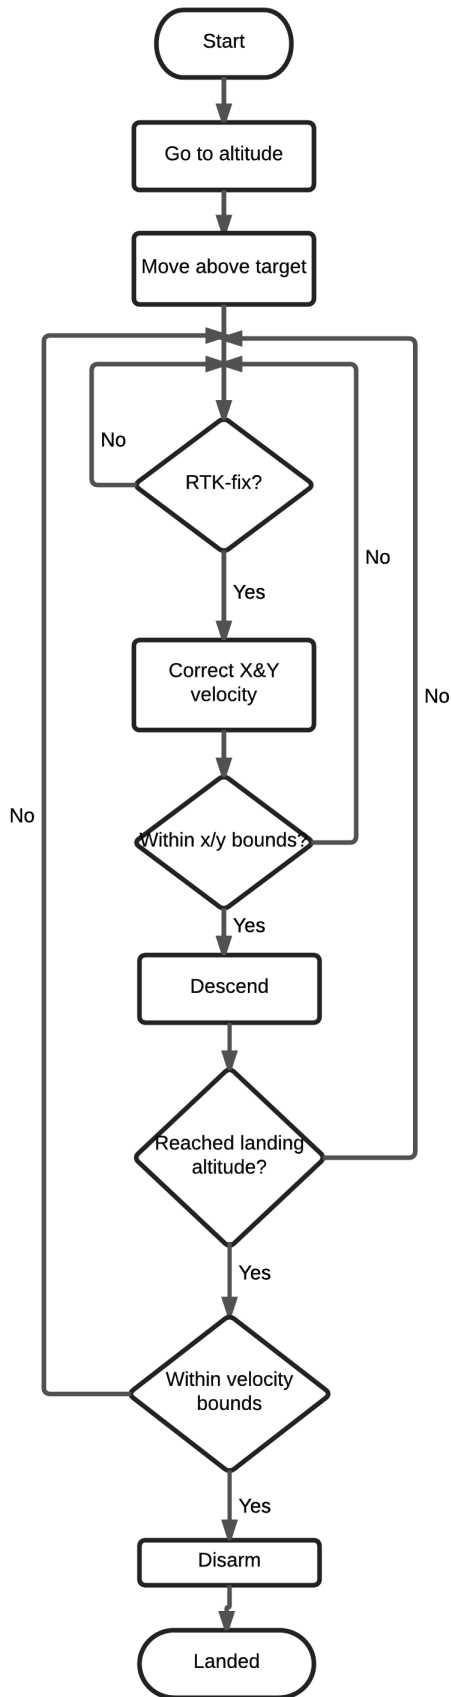 Start
Go to altitude
Move above target
No
RTK-fix?
No
Yes
Correct X&Y
velocity
No
No
Within x/y bounds?
Yes
Descend
Reached landing
altitude?
Yes
Within velocity
bounds
Yes
Disarm
Landed